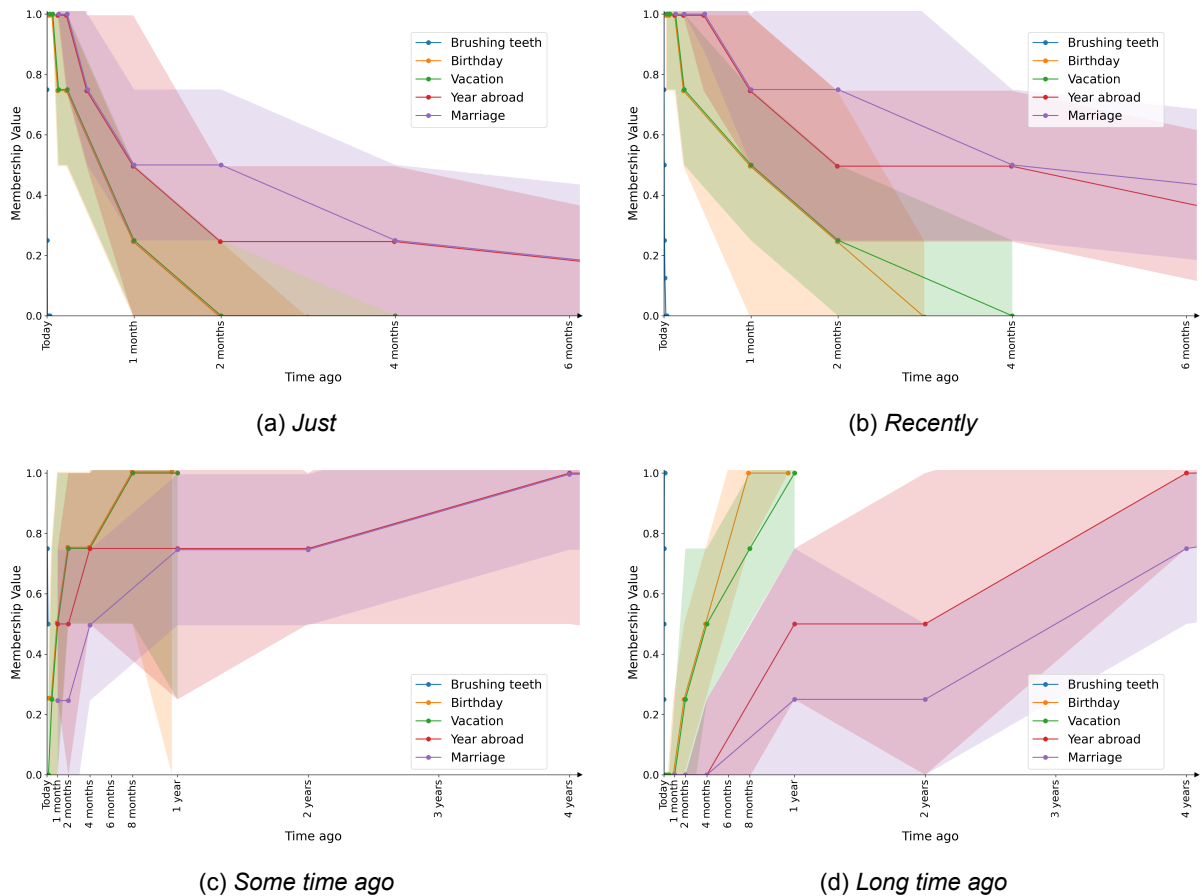 1.0
0.8
0.6
0.4
0.2
0.0
Membership Value
Brushing teeth
Birthday
Vacation
Year abroad
Marriage
Today
1 month
2 months
4 months
6 months
Time ago
(a) Just
1.0
0.8
0.6
0.4
0.2
0.0
Membership Value
Brushing teeth
Birthday
Vacation
Year abroad
Marriage
Today
1 month
2 months
4 months
6 months
Time ago
(b) Recently
1.0
0.8
0.6
0.4
0.2
0.0
Membership Value
Brushing teeth
Birthday
Vacation
Year abroad
Marriage
Today
1 month
2 months
4 months
6 months
8 months
1 year
2 years
3 years
4 years
Time ago
(c) Some time ago
1.0
0.8
0.6
0.4
0.2
0.0
Membership Value
Brushing teeth
Birthday
Vacation
Year abroad
Marriage
Today
1 month
2 months
4 months
6 months
8 months
1 year
2 years
3 years
4 years
Time ago
(d) Long time ago